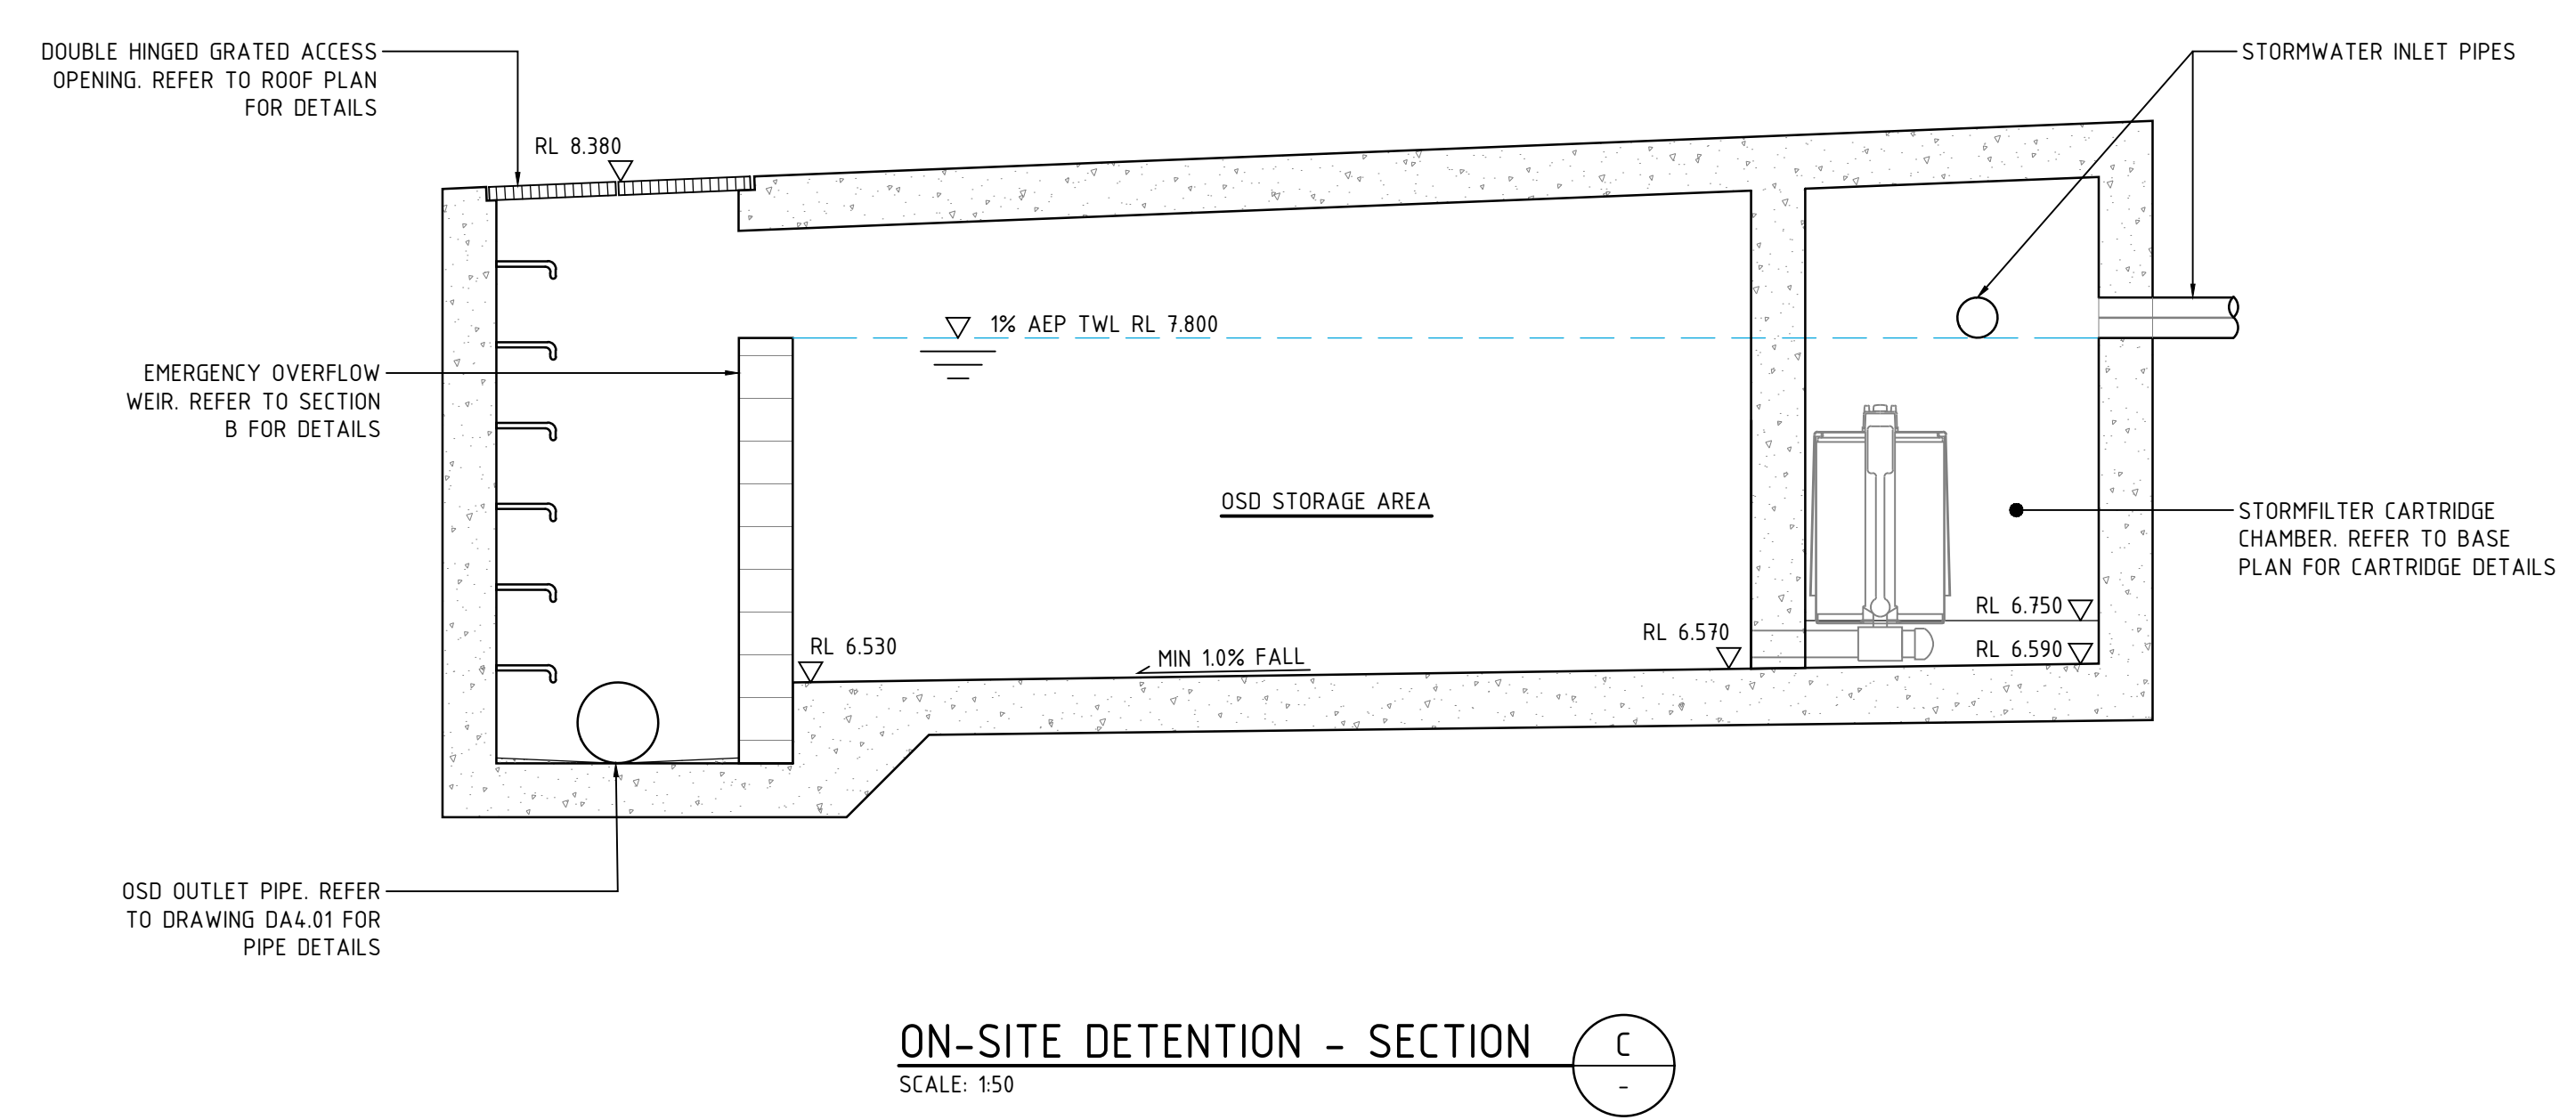 DOUBLE HINGED GRATED ACCESS
OPENING. REFER TO ROOF PLAN
FOR DETAILS
STORMWATER INLET PIPES
RL 8.380
1% AEP TWL RL 7.800
EMERGENCY OVERFLOW
WEIR. REFER TO SECTION
B FOR DETAILS
OSD STORAGE AREA
STORMFILTER CARTRIDGE
CHAMBER. REFER TO BASE
PLAN FOR CARTRIDGE DETAILS
RL 6.750
RL 6.530
RL 6.570
MIN 1.0% FALL
RL 6.590
OSD OUTLET PIPE. REFER
TO DRAWING DA4.01 FOR
PIPE DETAILS
ON-SITE DETENTION - SECTION
C
-
SCALE: 1:50